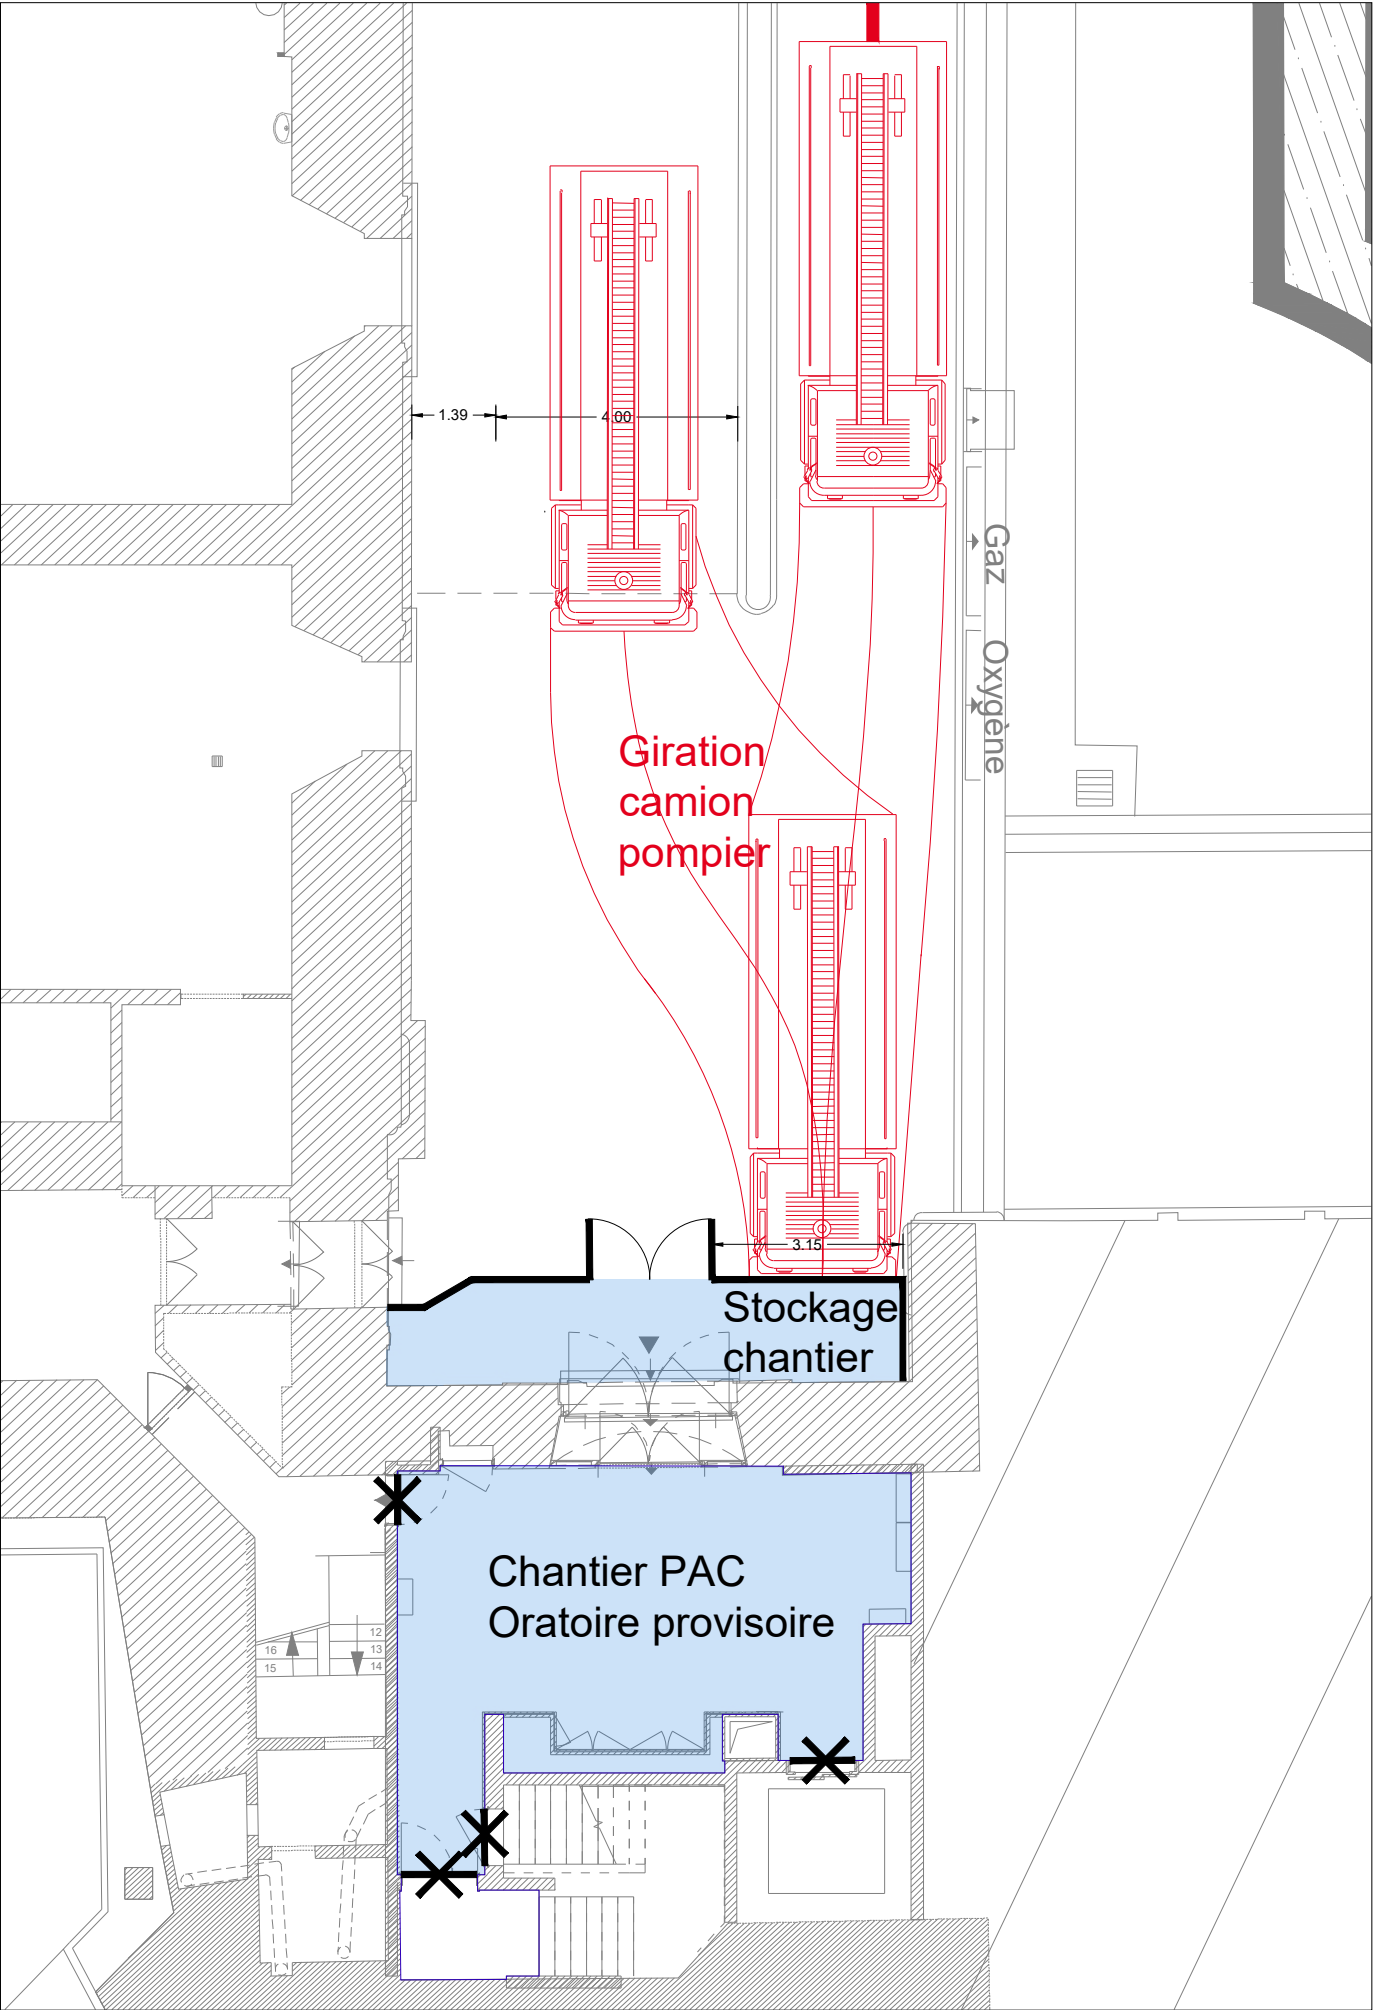 1.39
4.00
Gaz
Oxygène
Giration
camion
pompier
3.15
Stockage
chantier
Chantier PAC
Oratoire provisoire
12
16
13
15
14